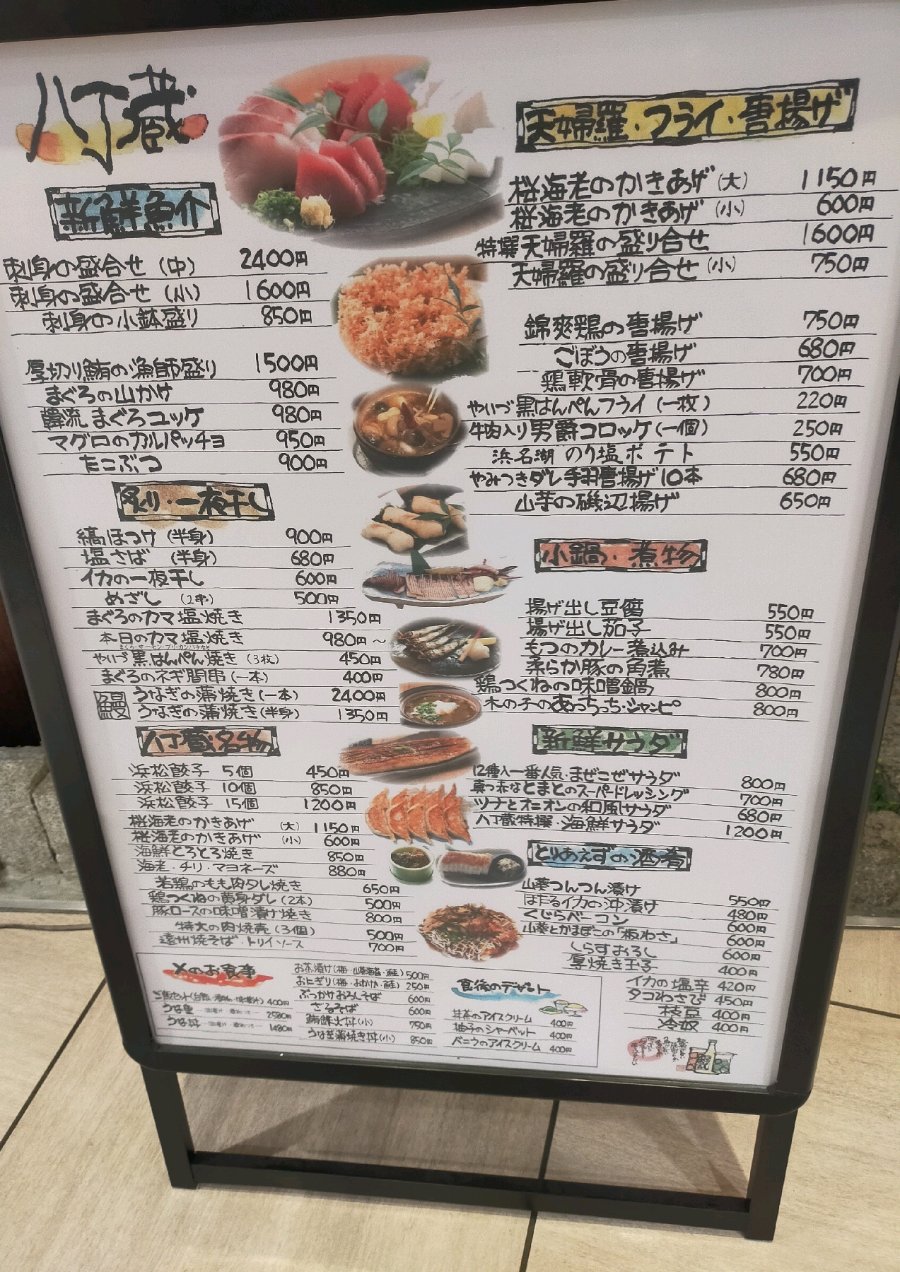 八丁蔵
新鮮魚介
刺身の盛合せ（中） 2400円
刺身の盛合せ（小） 1600円
刺身の小鉢盛り 850円
厚切り鮪の漁師盛り 1500円
まぐろの山かけ 980円
韓流まぐろユッケ 980円
マグロのカルパッチョ 950円
たこぶつ 900円
炙り・一夜干し
縞ほっけ（半身） 900円
塩さば（半身） 680円
イカの一夜干し 600円
めざし（2串） 500円
まぐろのカマ塩焼き 1350円
本日のカマ塩焼き 980円～
やいづ黒はんぺん焼き（3枚） 450円
まぐろのネギ間串（一本） 400円
うなぎの蒲焼き（一本） 2400円
うなぎの蒲焼き（半身） 1350円
八丁蔵名物
浜松餃子 5個 450円
浜松餃子 10個 850円
浜松餃子 15個 1200円
桜海老のかきあげ（大） 1150円
桜海老のかきあげ（小） 600円
海鮮とろとろ焼き 850円
海老・チリ・マヨネーズ 880円
若鶏のもも肉タレ焼き 650円
鶏つくねの黄身ダレ（2本） 500円
豚ロースの味噌漬け焼き 800円
特大の肉焼売（3個） 500円
遠州焼そば・トリイソース 700円
〆のお食事
400円
うな重 2580円
うな丼 1480円
お茶漬け 500円
おにぎり（梅・おかか・鮭） 250円
ぶっかけおろしそば 600円
ざるそば 600円
海鮮丼（小） 750円
うなぎ蒲焼き丼（小） 850円
食後のデザート
抹茶のアイスクリーム 400円
柚子のシャーベット 400円
バニラのアイスクリーム 400円
天婦羅・フライ・唐揚げ
桜海老のかきあげ（大） 1150円
桜海老のかきあげ（小） 600円
特撰天婦羅の盛り合せ 1600円
天婦羅の盛り合せ（小） 750円
錦爽鶏の唐揚げ 750円
ごぼうの唐揚げ 680円
鶏軟骨の唐揚げ 700円
やいづ黒はんぺんフライ（一枚） 220円
牛肉入り男爵コロッケ（一個） 250円
浜名湖のり塩ポテト 550円
やみつきダレ手羽唐揚げ10本 680円
山芋の磯辺揚げ 650円
小鍋・煮物
揚げ出し豆腐 550円
揚げ出し茄子 550円
もつのカレー煮込み 700円
柔らか豚の角煮 780円
鶏つくねの味噌鍋 800円
木の子のあっちっち・ジャンピ 800円
新鮮サラダ
12種入一番人気・まぜこぜサラダ 800円
真っ赤なとまとのスーパードレッシング 700円
ツナとオニオンの和風サラダ 680円
八丁蔵特撰・海鮮サラダ 1200円
とりあえずの酒肴
山葵つんつん漬け 550円
ほたるイカの沖漬け 480円
くじらベーコン 600円
山葵とかまぼこの「板わさ」 600円
しらすおろし 600円
厚焼き玉子 400円
イカの塩辛 420円
タコわさび 450円
枝豆 400円
冷奴 400円